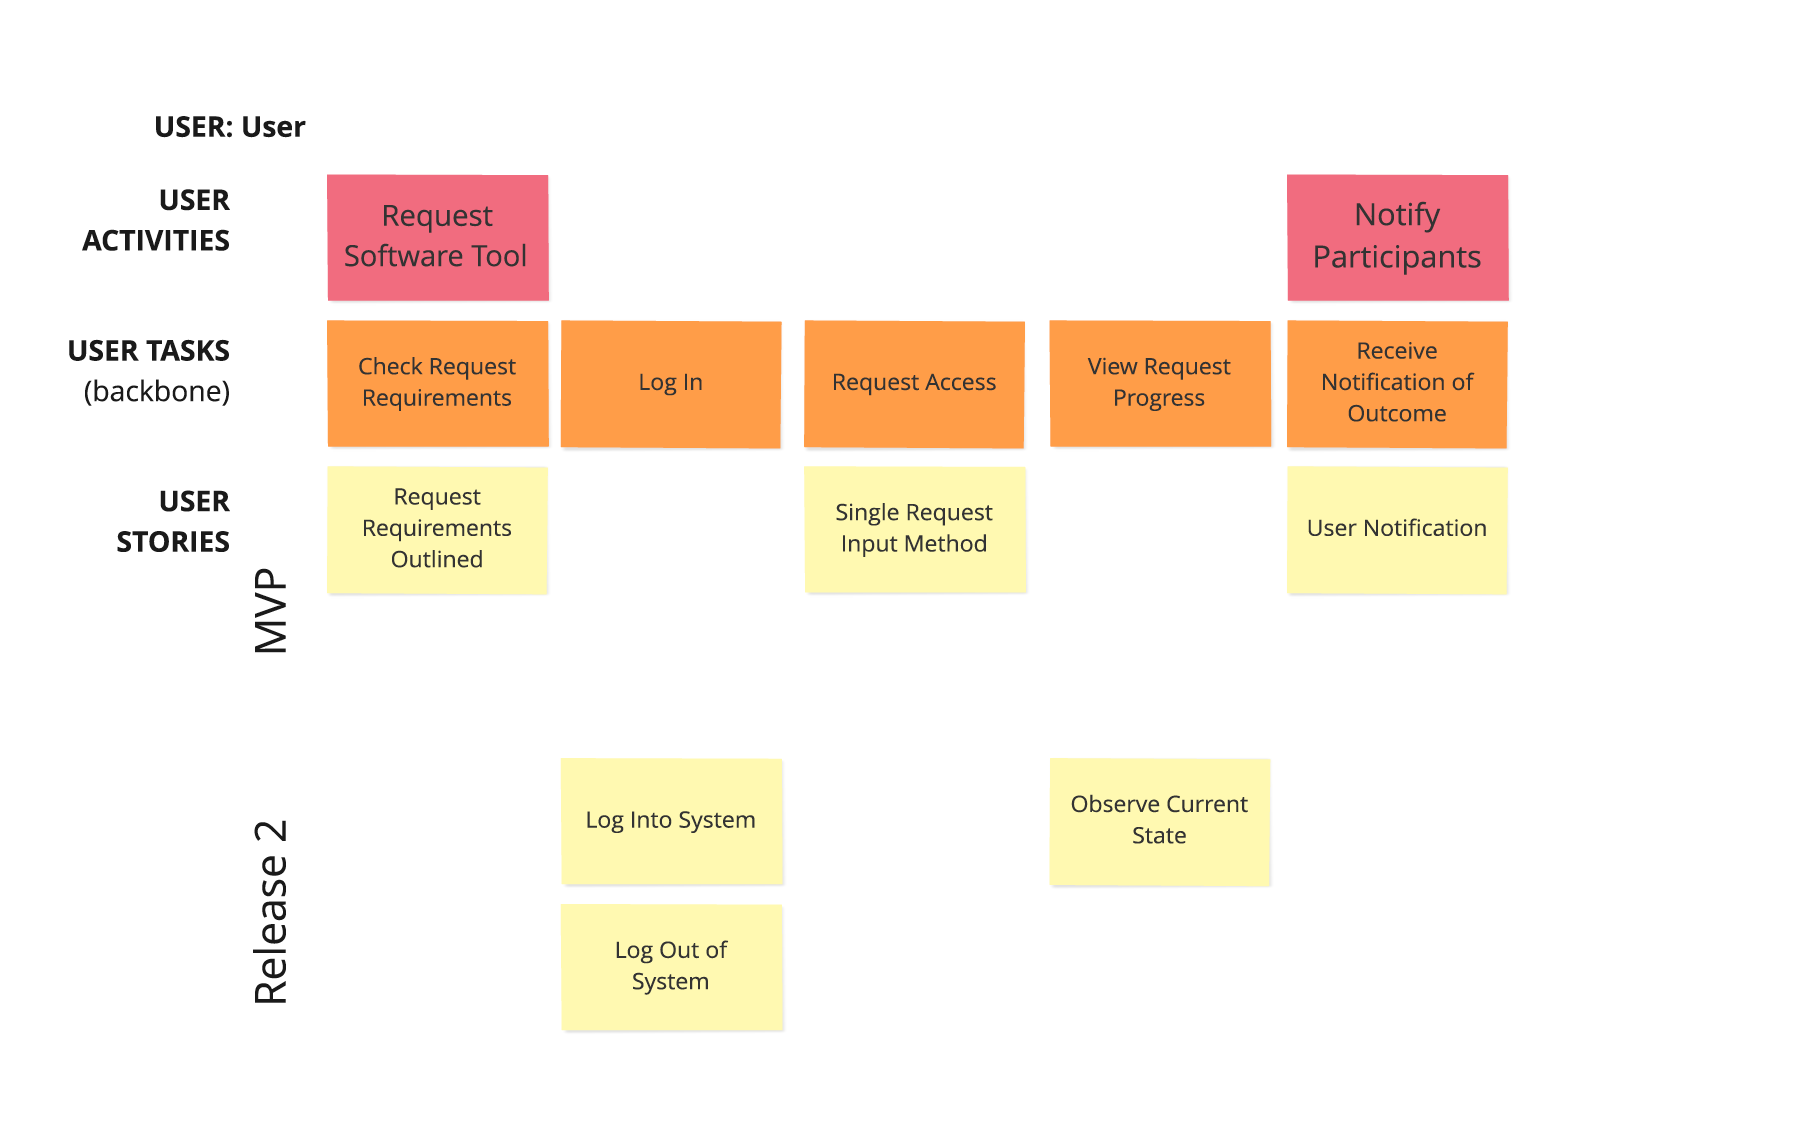 USER: User
USER
ACTIVITIES
Request
Software Tool
Notify
Participants
USER TASKS
(backbone)
Check Request
Requirements
Log In
Request Access
View Request
Progress
Receive
Notification of
Outcome
USER
STORIES
MVP
Request
Requirements
Outlined
Single Request
Input Method
User Notification
Release 2
Log Into System
Observe Current
State
Log Out of
System